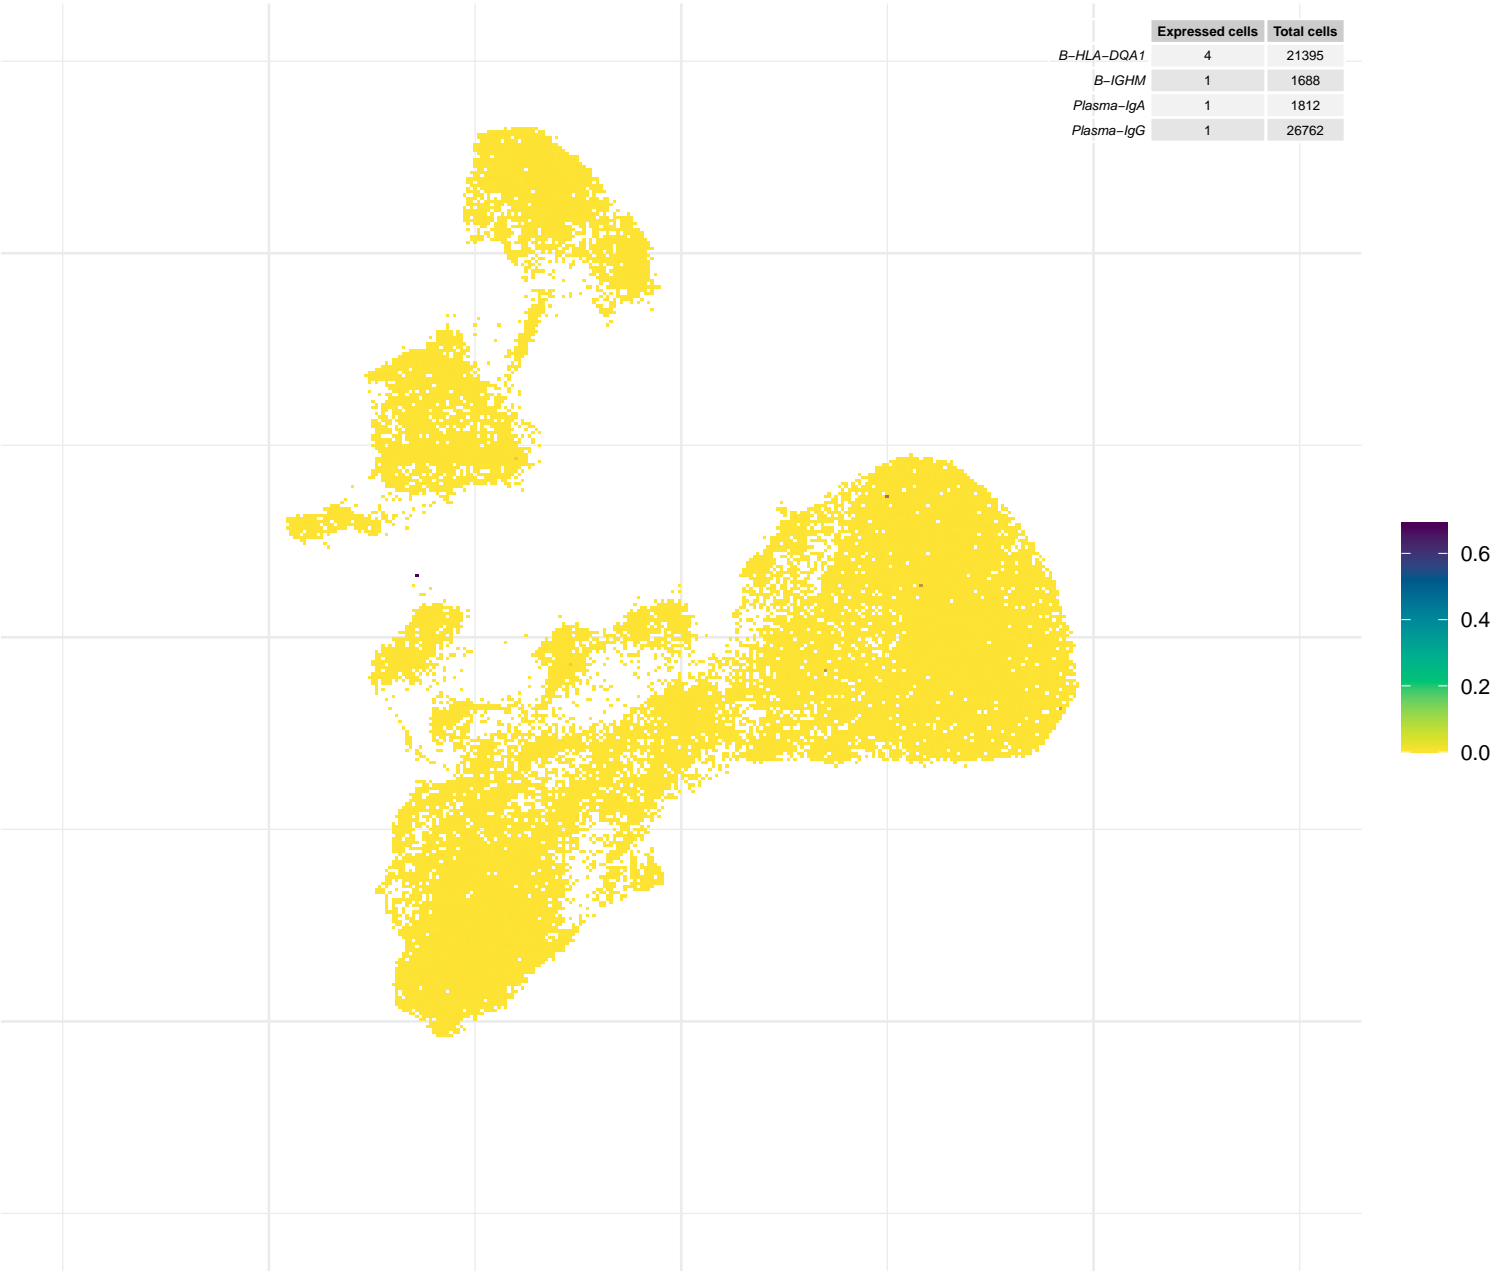 Expressed cells Total cells
B−HLA−DQA1 4 21395
B−IGHM 1 1688
Plasma−IgA 1 1812
Plasma−IgG 1 26762
0.6
0.4
0.2
0.0